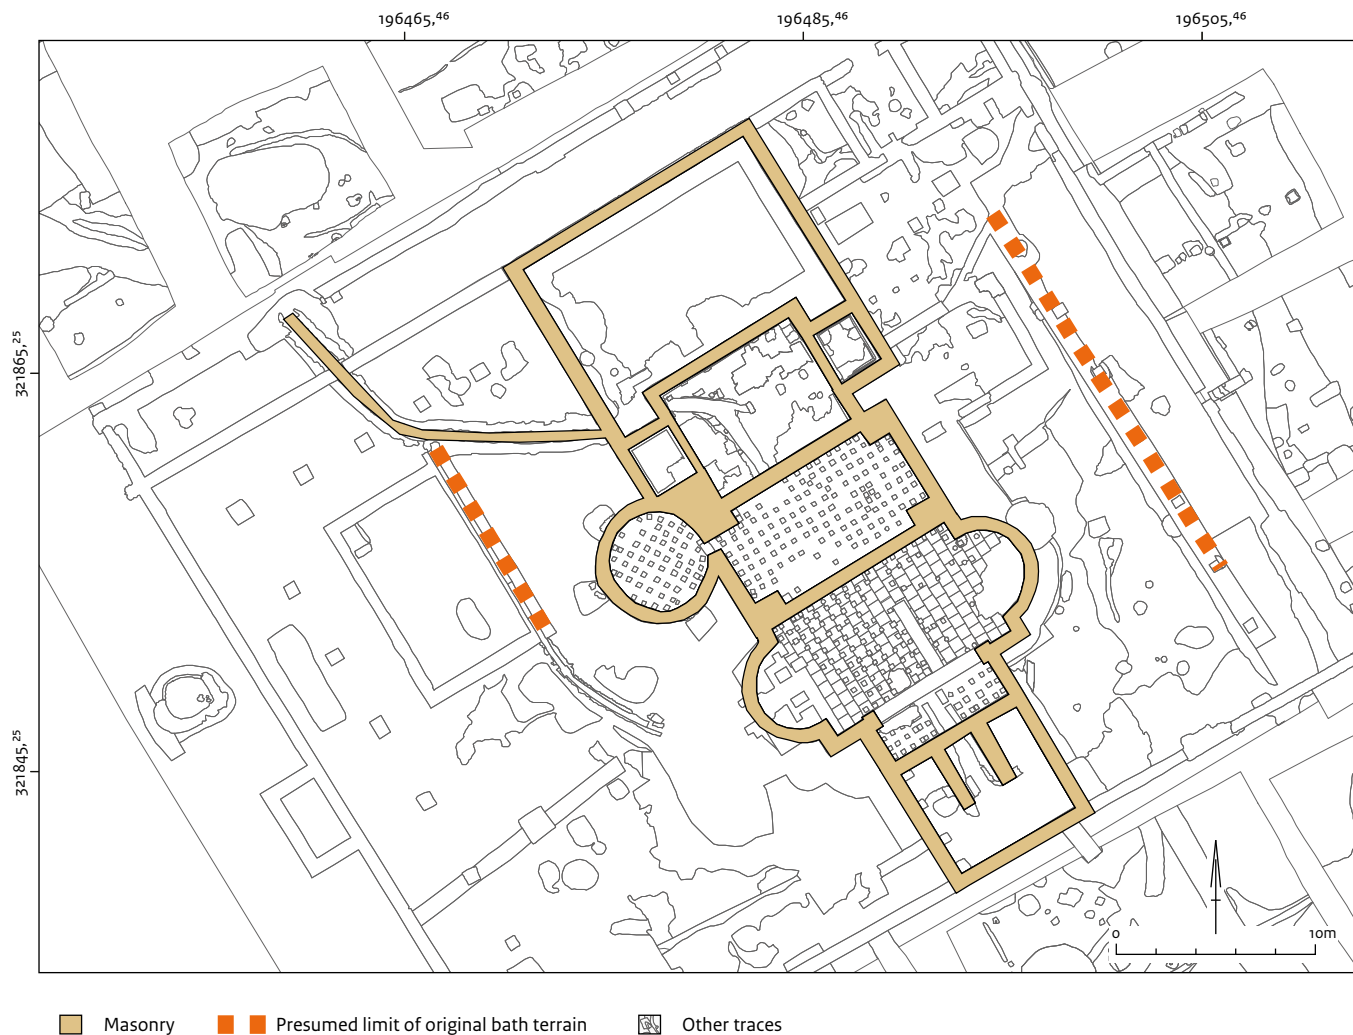 196465,⁴⁶ 196485,⁴⁶ 196505,⁴⁶
321865,²⁵
321845,²⁵
0 10m
Masonry Presumed limit of original bath terrain Other traces